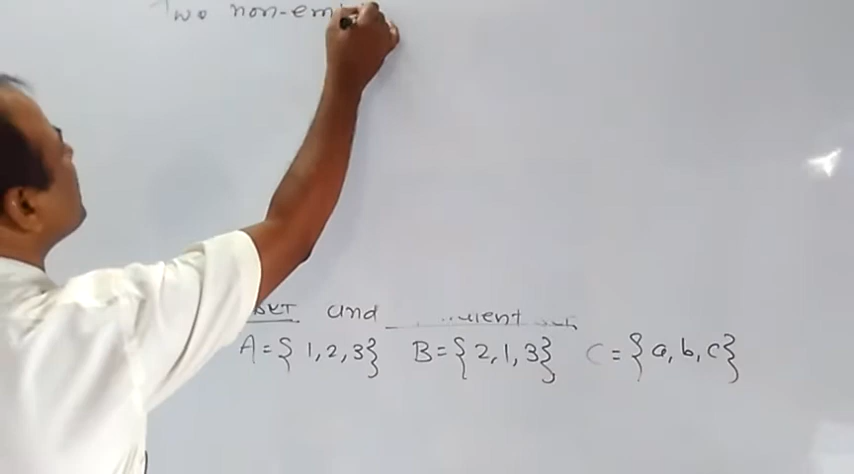 Two non-em
and
A={1,2,3} B={2,1,3} C={a,b,c}